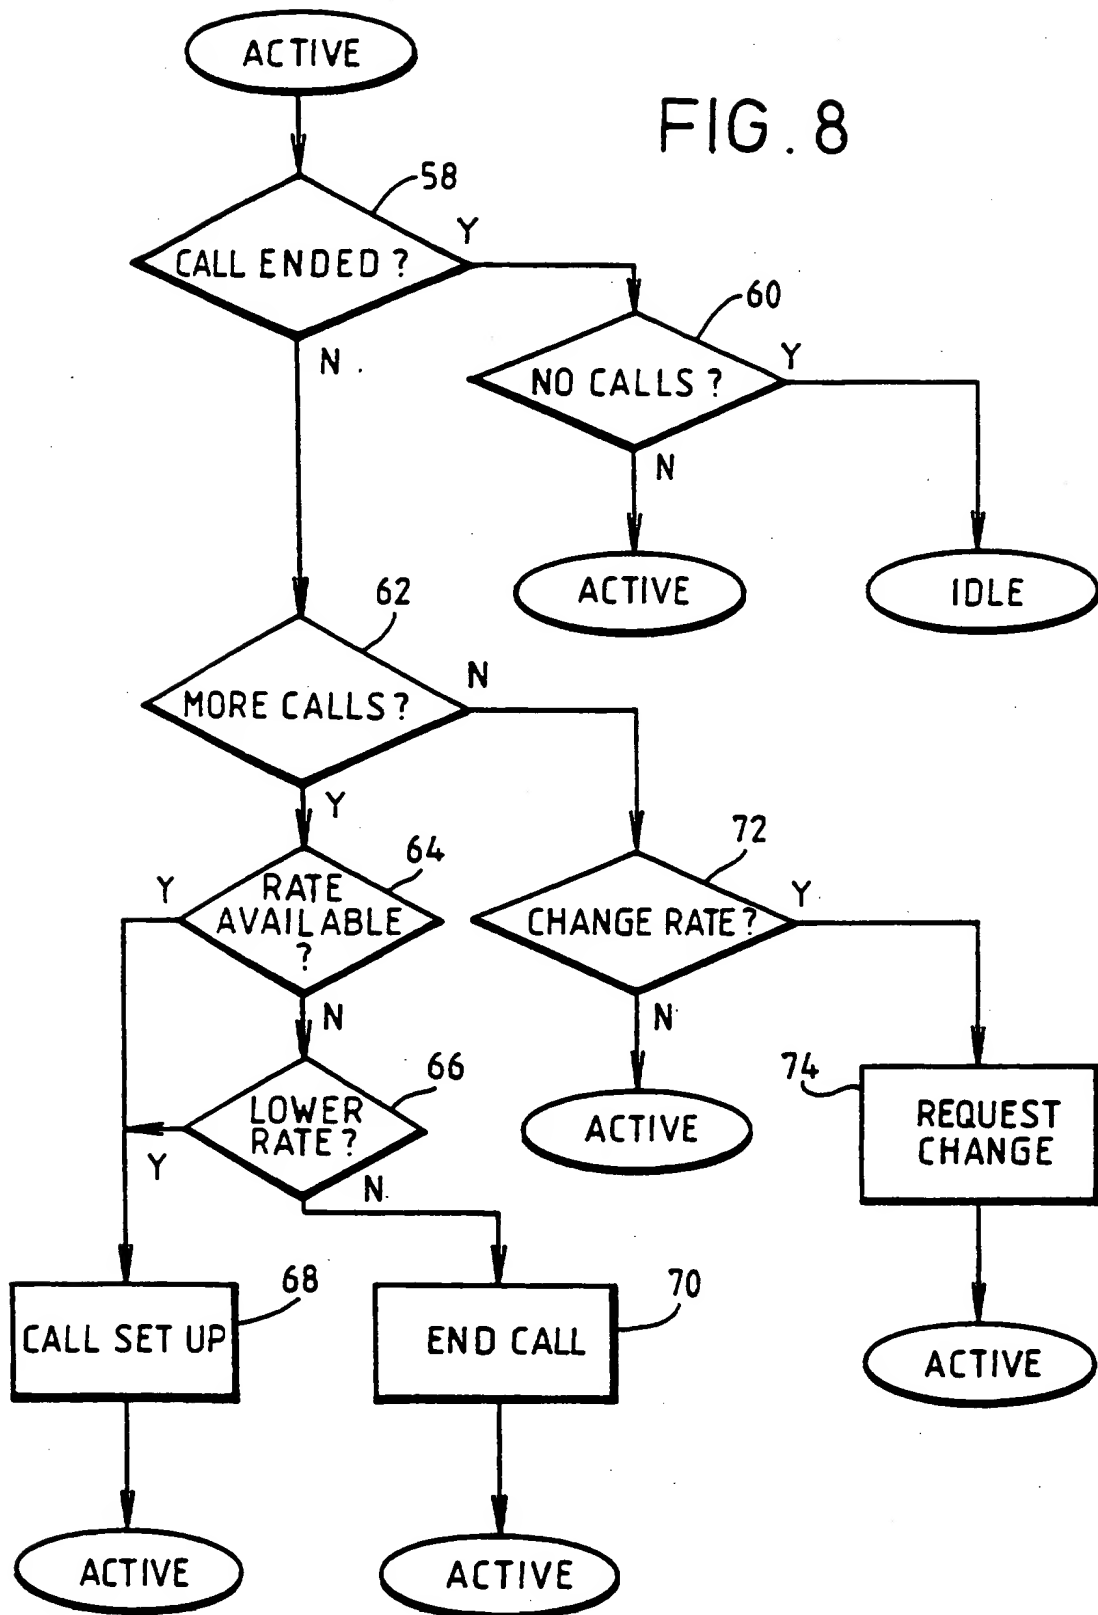 ACTIVE
FIG. 8
58
CALL ENDED ?
Y
N
60
NO CALLS ?
Y
N
ACTIVE
IDLE
62
MORE CALLS ?
N
Y
64
RATE
AVAILABLE
?
Y
N
72
CHANGE RATE ?
Y
N
66
LOWER
RATE ?
Y
N
ACTIVE
74
REQUEST
CHANGE
68
CALL SET UP
70
END CALL
ACTIVE
ACTIVE
ACTIVE